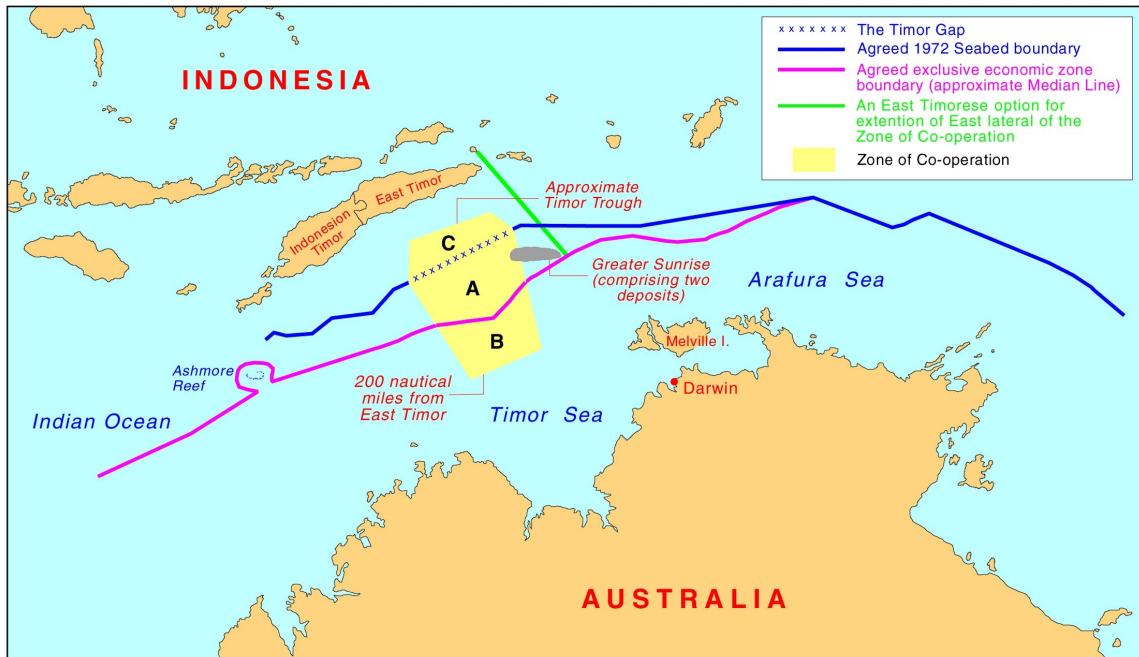 INDONESIA
x x x x x x x The Timor Gap
Agreed 1972 Seabed boundary
Agreed exclusive economic zone
boundary (approximate Median Line)
An East Timorese option for
extention of East lateral of the
Zone of Co-operation
Zone of Co-operation
East Timor
Indonesion
Timor
Approximate
Timor Trough
C
A
B
Greater Sunrise
(comprising two
deposits)
Arafura Sea
Melville I.
Darwin
Ashmore
Reef
200 nautical
miles from
East Timor
Indian Ocean
Timor Sea
AUSTRALIA